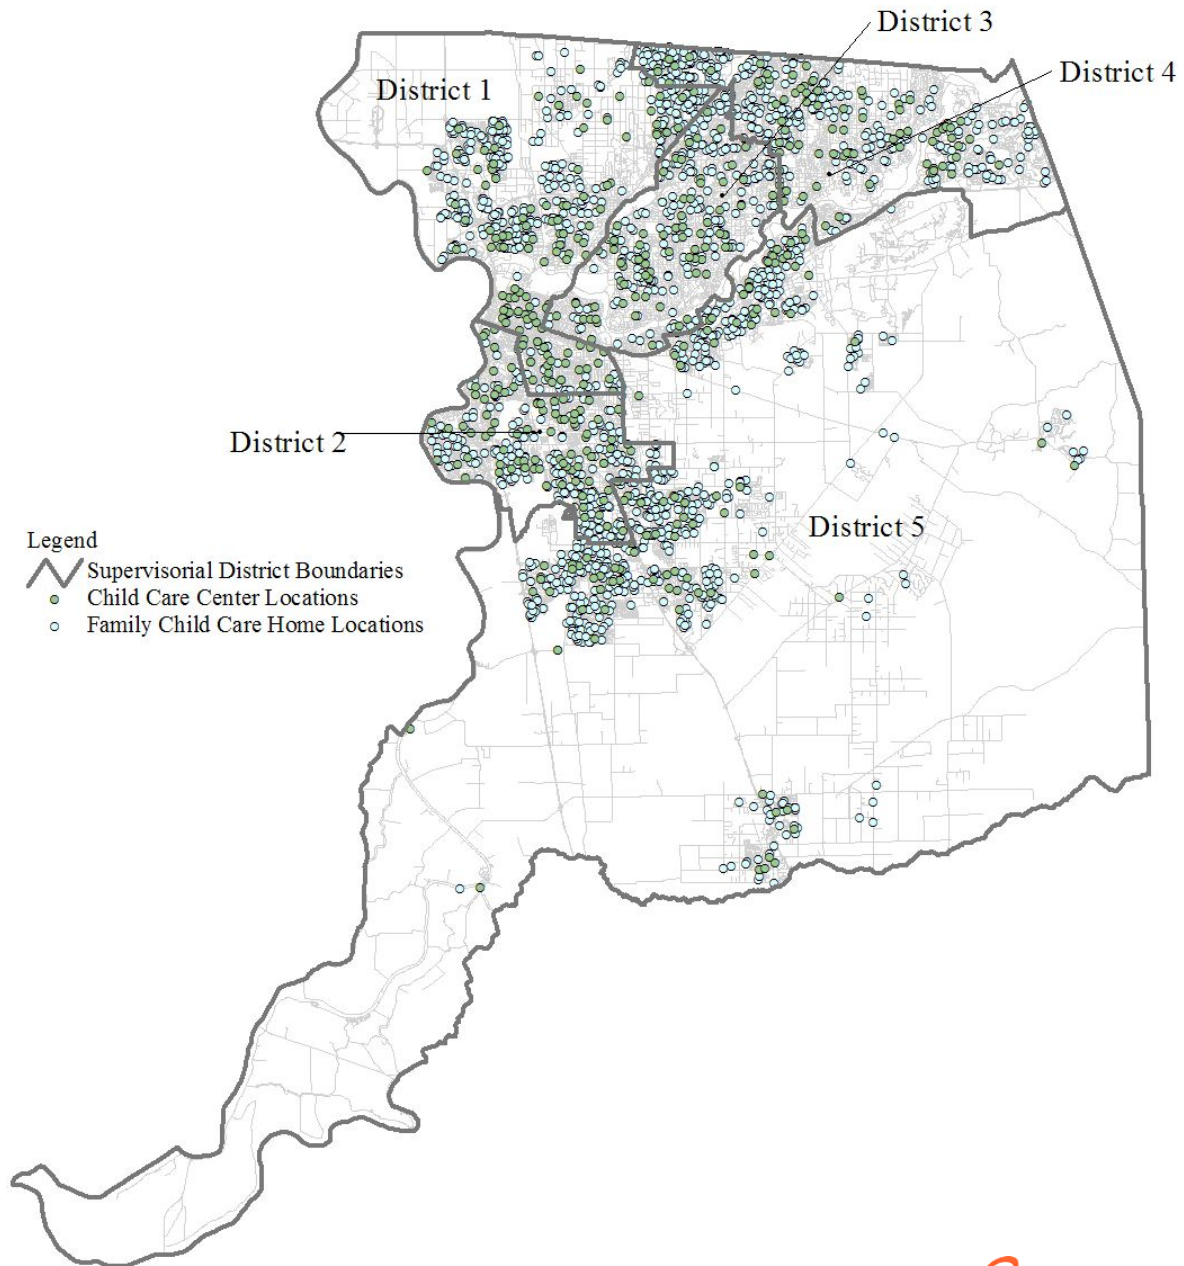 District 3
District 4
District 1
District 2
District 5
Legend
Supervisorial District Boundaries
Child Care Center Locations
Family Child Care Home Locations